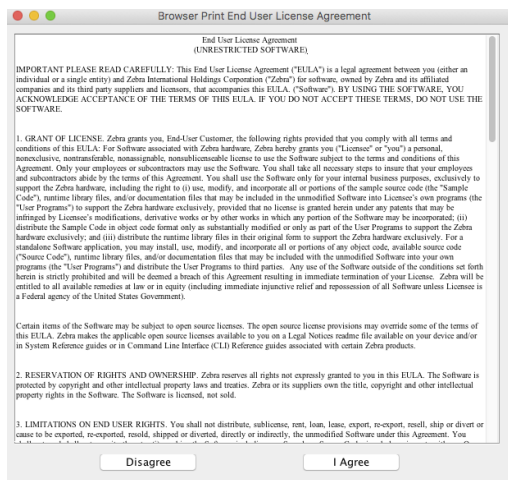 Browser Print End User License Agreement
End User License Agreement
(UNRESTRICTED SOFTWARE)
IMPORTANT PLEASE READ CAREFULLY: This End User License Agreement ("EULA") is a legal agreement between you (either an
individual or a single entity) and Zebra International Holdings Corporation ("Zebra") for software, owned by Zebra and its affiliated
companies and its third party suppliers and licensors, that accompanies this EULA. ("Software"). BY USING THE SOFTWARE, YOU
ACKNOWLEDGE ACCEPTANCE OF THE TERMS OF THIS EULA. IF YOU DO NOT ACCEPT THESE TERMS, DO NOT USE THE
SOFTWARE.
1. GRANT OF LICENSE. Zebra grants you, End-User Customer, the following rights provided that you comply with all terms and
conditions of this EULA: For Software associated with Zebra hardware, Zebra hereby grants you ("Licensee" or "you") a personal,
nonexclusive, nontransferable, nonassignable, nonsublicenseable license to use the Software subject to the terms and conditions of this
Agreement. Only your employees or subcontractors may use the Software. You shall take all necessary steps to insure that your employees
and subcontractors abide by the terms of this Agreement. You shall use the Software only for your internal business purposes, exclusively to
support the Zebra hardware, including the right to (i) use, modify, and incorporate all or portions of the sample source code (the "Sample
Code"), runtime library files, and/or documentation files that may be included in the unmodified Software into Licensee's own programs (the
"User Programs") to support the Zebra hardware exclusively, provided that no license is granted herein under any patents that may be
infringed by Licensee's modifications, derivative works or by other works in which any portion of the Software may be incorporated; (ii)
distribute the Sample Code in object code format only as substantially modified or only as part of the User Programs to support the Zebra
hardware exclusively; and (iii) distribute the runtime library files in their original form to support the Zebra hardware exclusively. For a
standalone Software application, you may install, use, modify, and incorporate all or portions of any object code, available source code
("Source Code"), runtime library files, and/or documentation files that may be included with the unmodified Software into your own
programs (the "User Programs") and distribute the User Programs to third parties. Any use of the Software outside of the conditions set forth
herein is strictly prohibited and will be deemed a breach of this Agreement resulting in immediate termination of your License. Zebra will be
entitled to all available remedies at law or in equity (including immediate injunctive relief and repossession of all Software unless Licensee is
a Federal agency of the United States Government).
Certain items of the Software may be subject to open source licenses. The open source license provisions may override some of the terms of
this EULA. Zebra makes the applicable open source licenses available to you on a Legal Notices readme file available on your device and/or
in System Reference guides or in Command Line Interface (CLI) Reference guides associated with certain Zebra products.
2. RESERVATION OF RIGHTS AND OWNERSHIP. Zebra reserves all rights not expressly granted to you in this EULA. The Software is
protected by copyright and other intellectual property laws and treaties. Zebra or its suppliers own the title, copyright and other intellectual
property rights in the Software. The Software is licensed, not sold.
3. LIMITATIONS ON END USER RIGHTS. You shall not distribute, sublicense, rent, loan, lease, export, re-export, resell, ship or divert or
cause to be exported, re-exported, resold, shipped or diverted, directly or indirectly, the unmodified Software under this Agreement. You
Disagree
I Agree